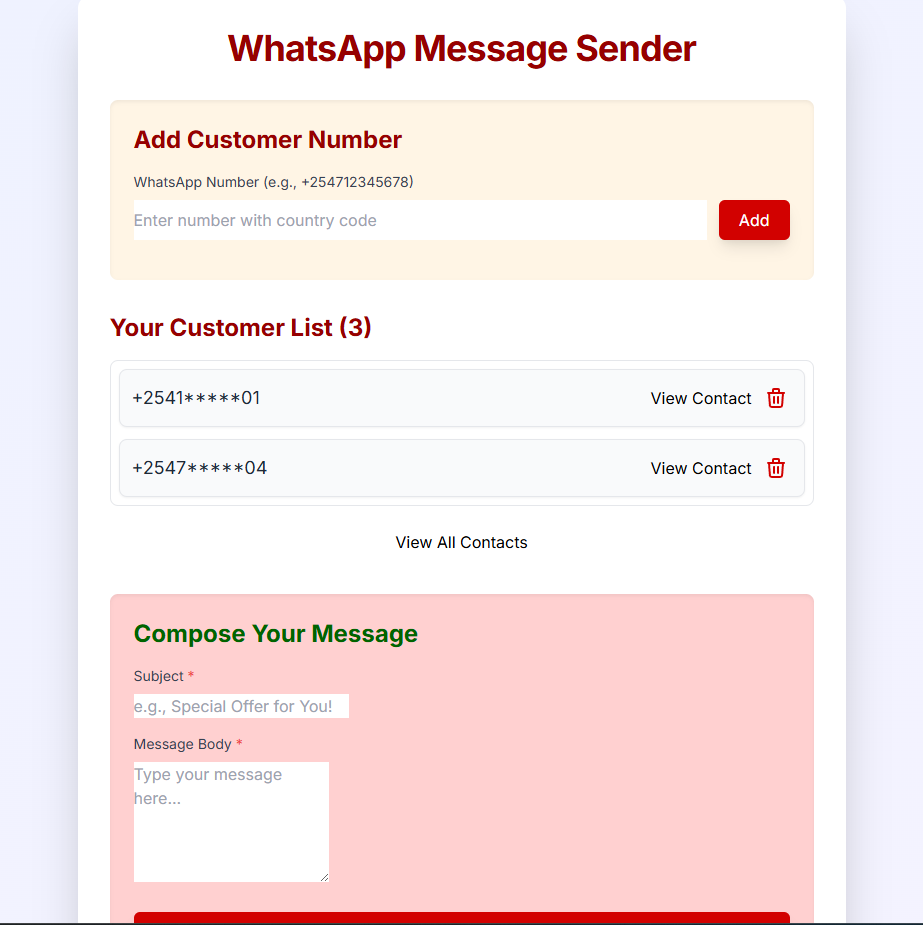 WhatsApp Message Sender
Add Customer Number
WhatsApp Number (e.g., +254712345678)
Enter number with country code
Add
Your Customer List (3)
+2541*****01
View Contact
+2547*****04
View Contact
View All Contacts
Compose Your Message
Subject *
e.g., Special Offer for You!
Message Body *
Type your message
here...